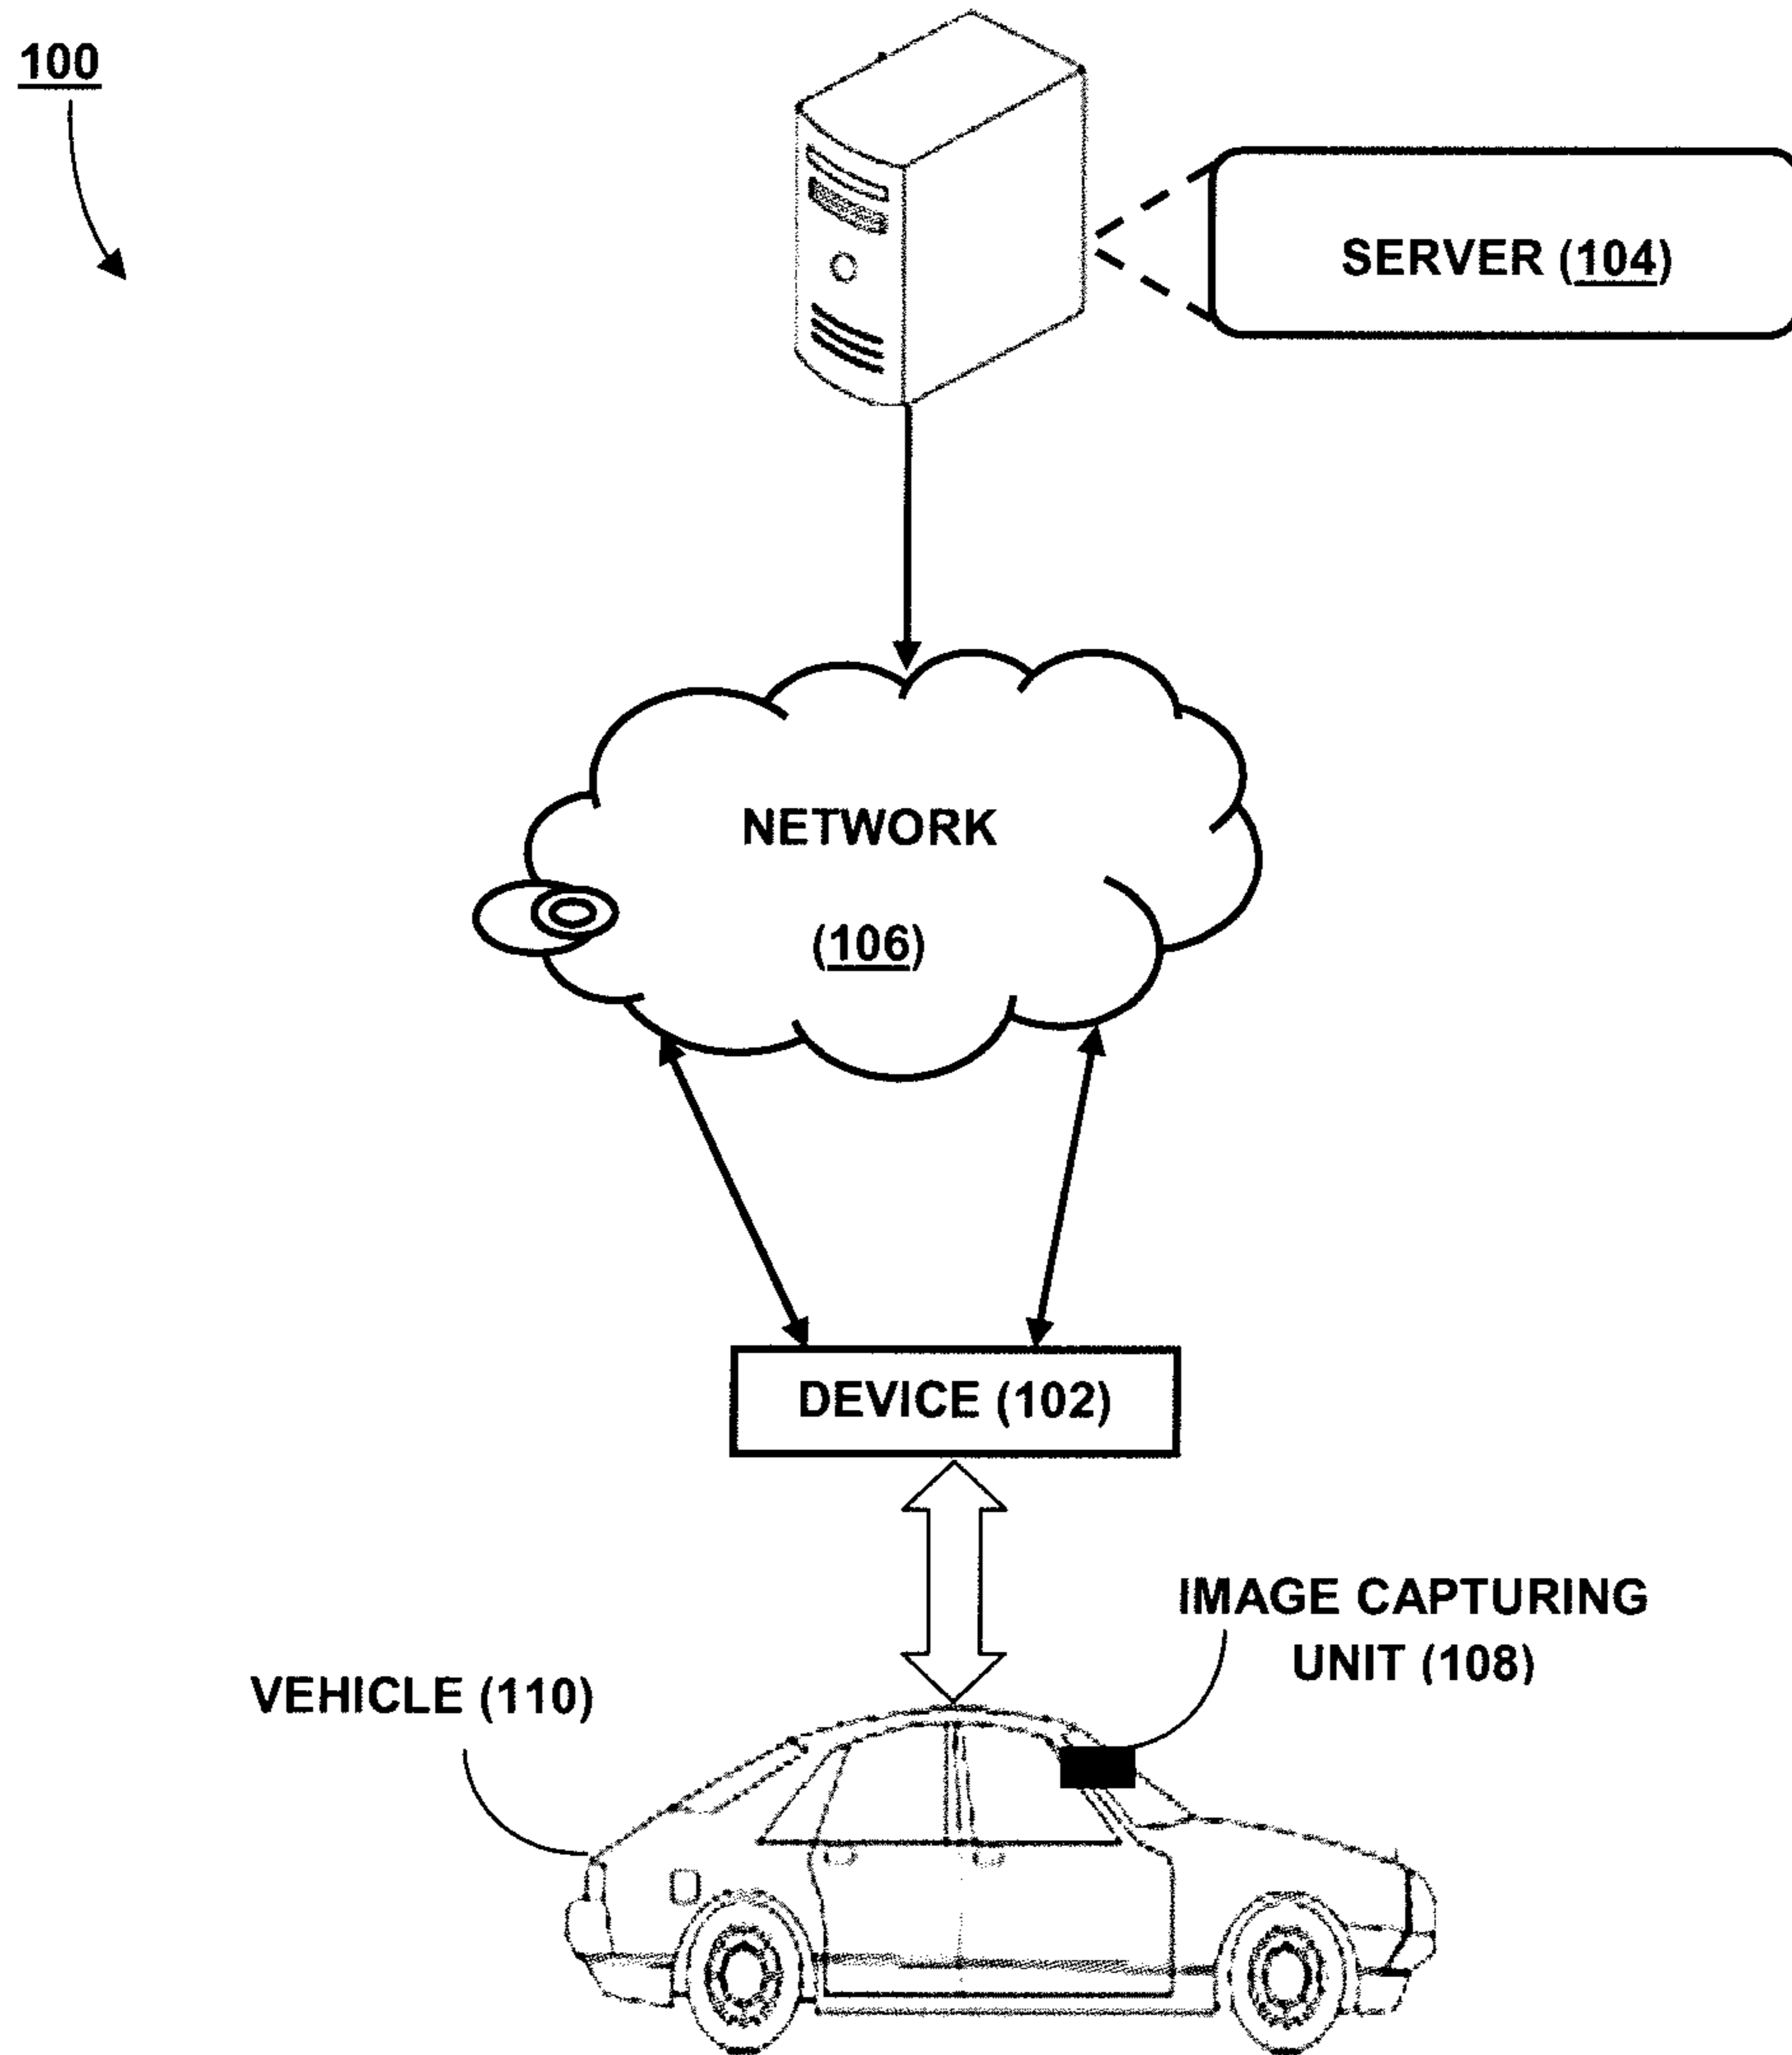 100
SERVER (104)
NETWORK
(106)
DEVICE (102)
IMAGE CAPTURING
UNIT (108)
VEHICLE (110)